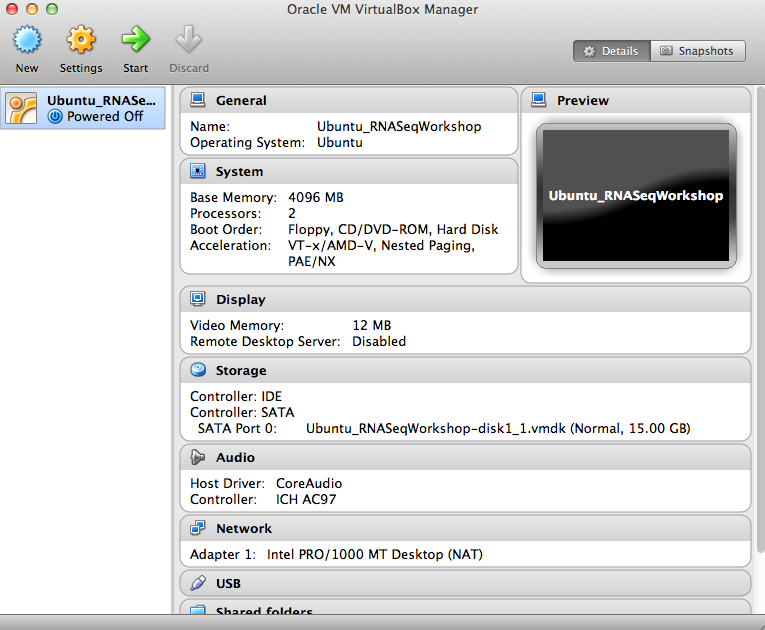 Oracle VM VirtualBox Manager
New
Settings
Start
Discard
Details
Snapshots
Ubuntu_RNASe...
Powered Off
General
Name: Ubuntu_RNASeqWorkshop
Operating System: Ubuntu
System
Base Memory: 4096 MB
Processors: 2
Boot Order: Floppy, CD/DVD-ROM, Hard Disk
Acceleration: VT-x/AMD-V, Nested Paging,
PAE/NX
Preview
Ubuntu_RNASeqWorkshop
Display
Video Memory: 12 MB
Remote Desktop Server: Disabled
Storage
Controller: IDE
Controller: SATA
SATA Port 0: Ubuntu_RNASeqWorkshop-disk1_1.vmdk (Normal, 15.00 GB)
Audio
Host Driver: CoreAudio
Controller: ICH AC97
Network
Adapter 1: Intel PRO/1000 MT Desktop (NAT)
USB
Shared folders